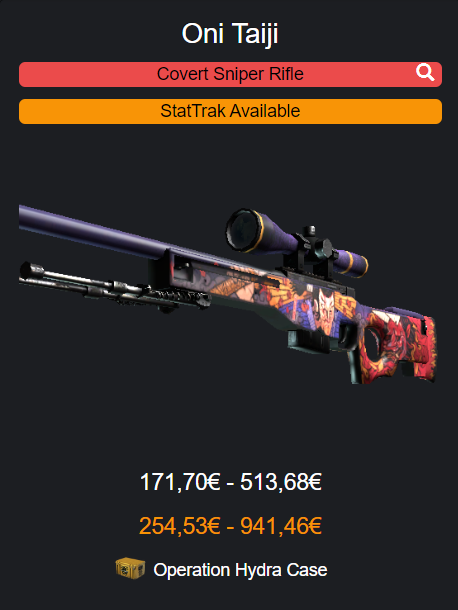 Oni Taiji
Covert Sniper Rifle
StatTrak Available
171,70€ - 513,68€
254,53€ - 941,46€
Operation Hydra Case